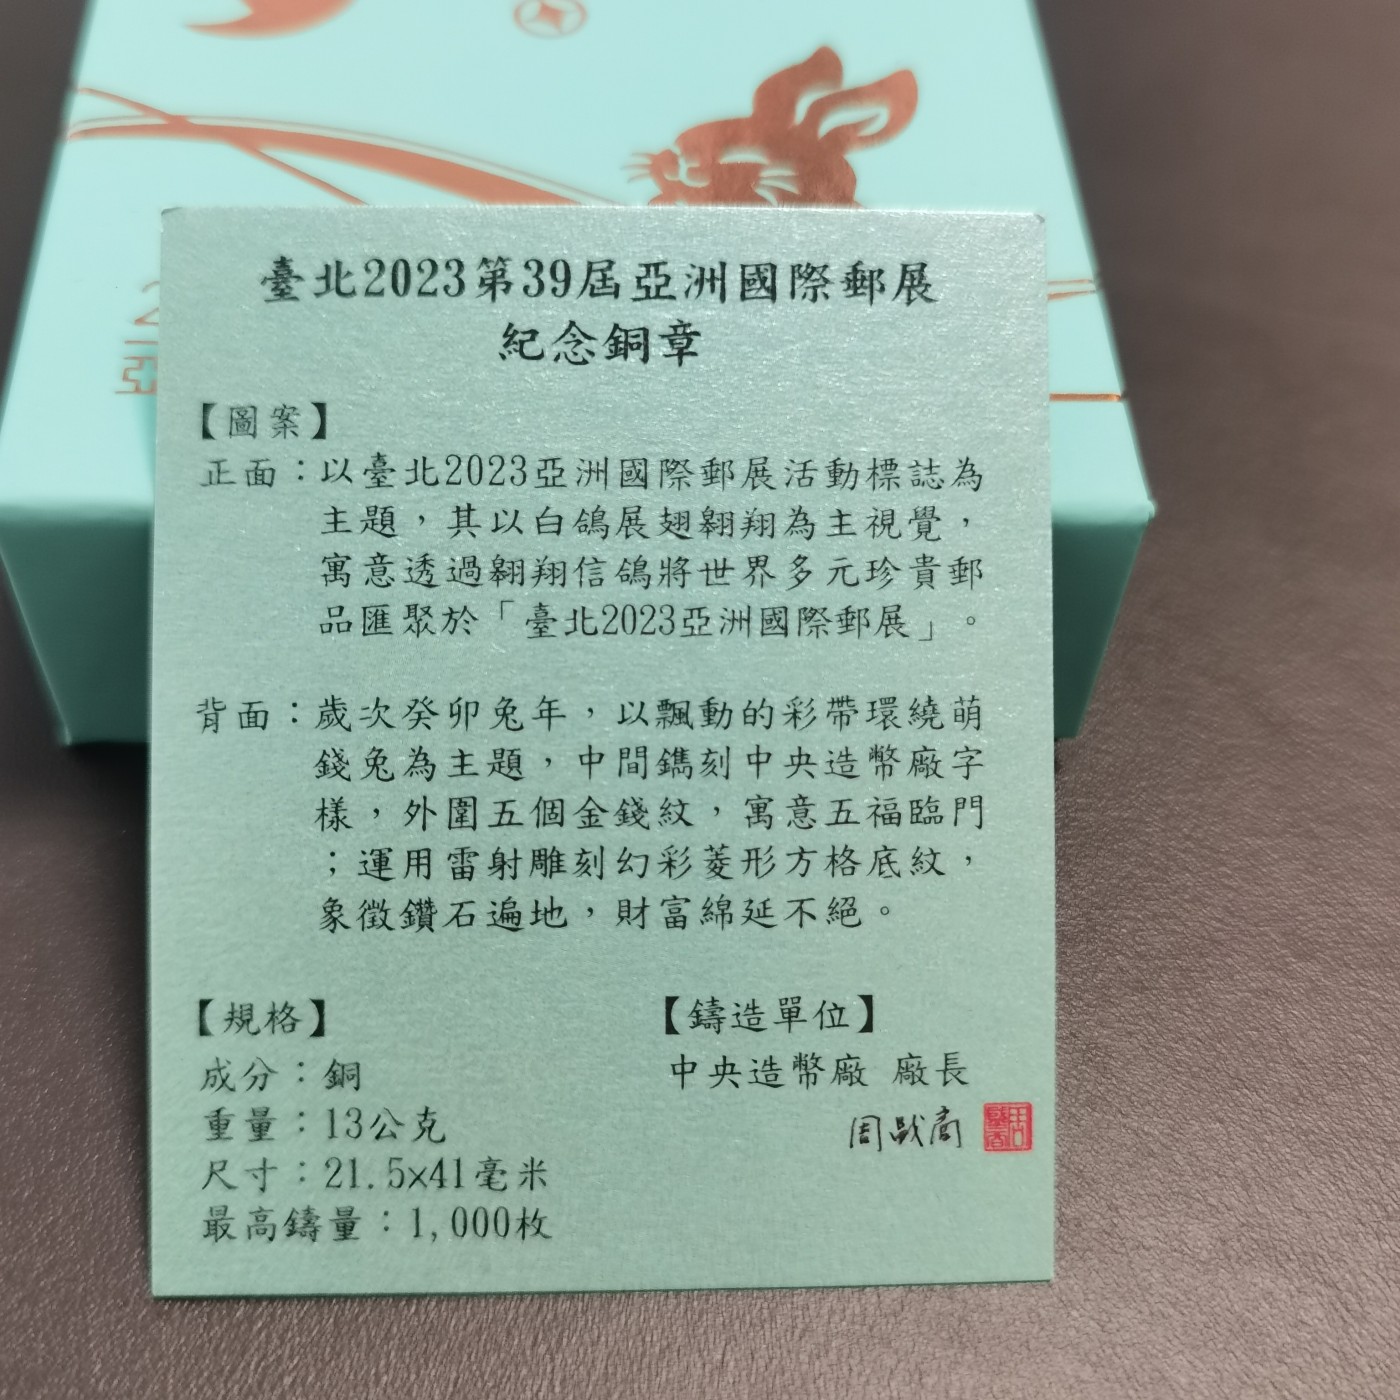 臺北2023第39屆亞洲國際郵展
紀念銅章
【圖案】
正面：以臺北2023亞洲國際郵展活動標誌為
主題，其以白鴿展翅翱翔為主視覺，
寓意透過翱翔信鴿將世界多元珍貴郵
品匯聚於「臺北2023亞洲國際郵展」。
背面：歲次癸卯兔年，以飄動的彩帶環繞萌
錢兔為主題，中間鐫刻中央造幣廠字
樣，外圍五個金錢紋，寓意五福臨門
；運用雷射雕刻幻彩菱形方格底紋，
象徵鑽石遍地，財富綿延不絕。
【規格】
成分：銅
重量：13公克
尺寸：21.5×41毫米
最高鑄量：1,000枚
【鑄造單位】
中央造幣廠 廠長